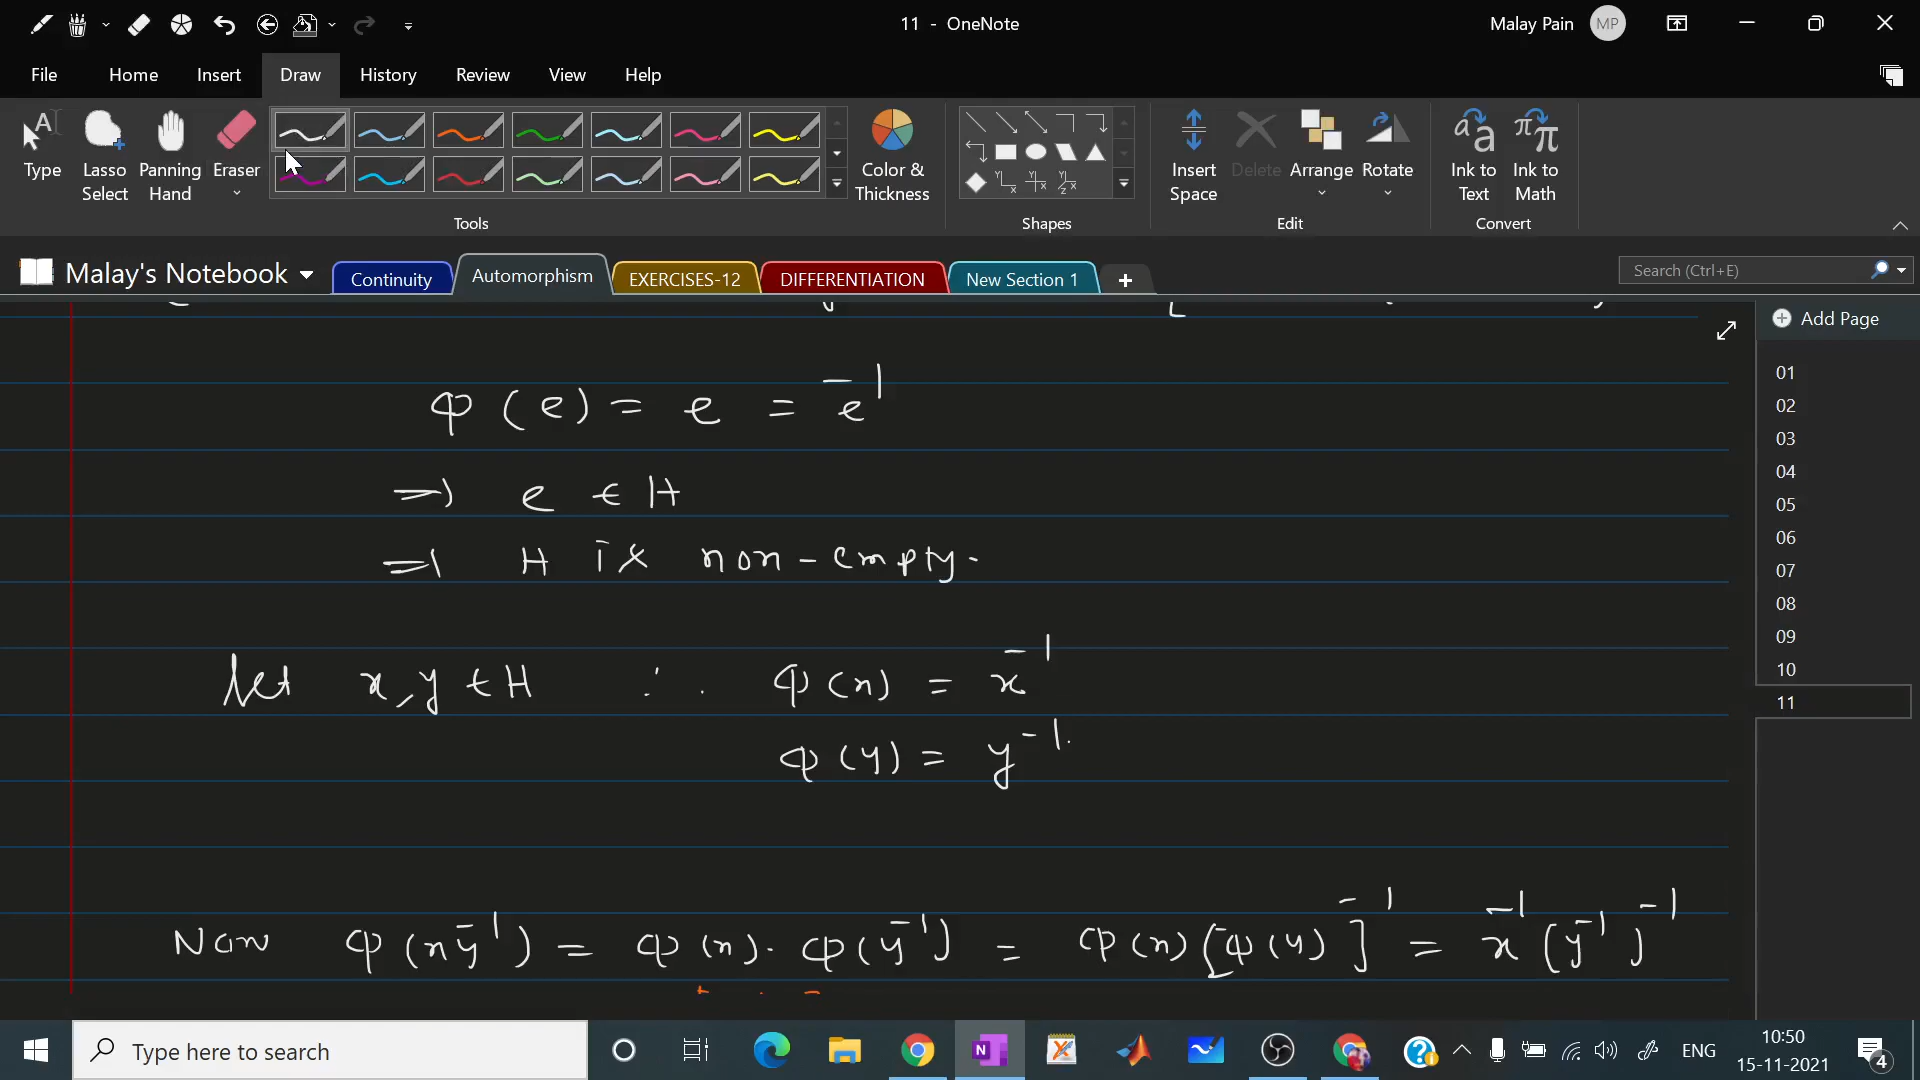 11 - OneNote
Malay Pain MP
File Home Insert Draw History Review View Help
Type
Lasso Select
Panning Hand
Eraser
Color & Thickness
Insert Space
Delete
Arrange
Rotate
Ink to Text
Ink to Math
Tools
Shapes
Edit
Convert
Malay's Notebook
Continuity
Automorphism
EXERCISES-12
DIFFERENTIATION
New Section 1
+
Search (Ctrl+E)
Add Page
01
02
03
04
05
06
07
08
09
10
11
φ (e) = e = e⁻¹
⇒ e ∈ H
⇒ H is non-empty.
let x, y ∈ H ∴ φ(x) = x⁻¹
φ(y) = y⁻¹.
Now φ(xy⁻¹) = φ(x). φ(y⁻¹) = φ(x)[φ(y)]⁻¹ = x⁻¹(y⁻¹)⁻¹
Type here to search
ENG
10:50
15-11-2021
4